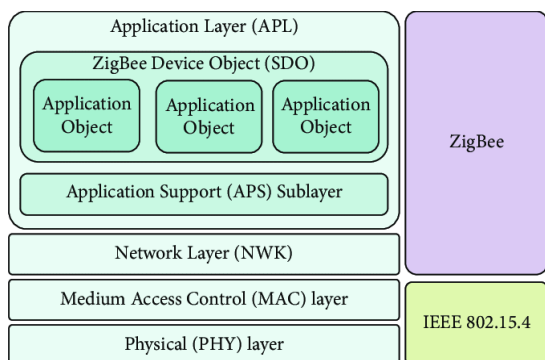 Application Layer (APL)
ZigBee Device Object (SDO)
Application
Object
Application
Object
Application
Object
Application Support (APS) Sublayer
Network Layer (NWK)
Medium Access Control (MAC) layer
Physical (PHY) layer
ZigBee
IEEE 802.15.4